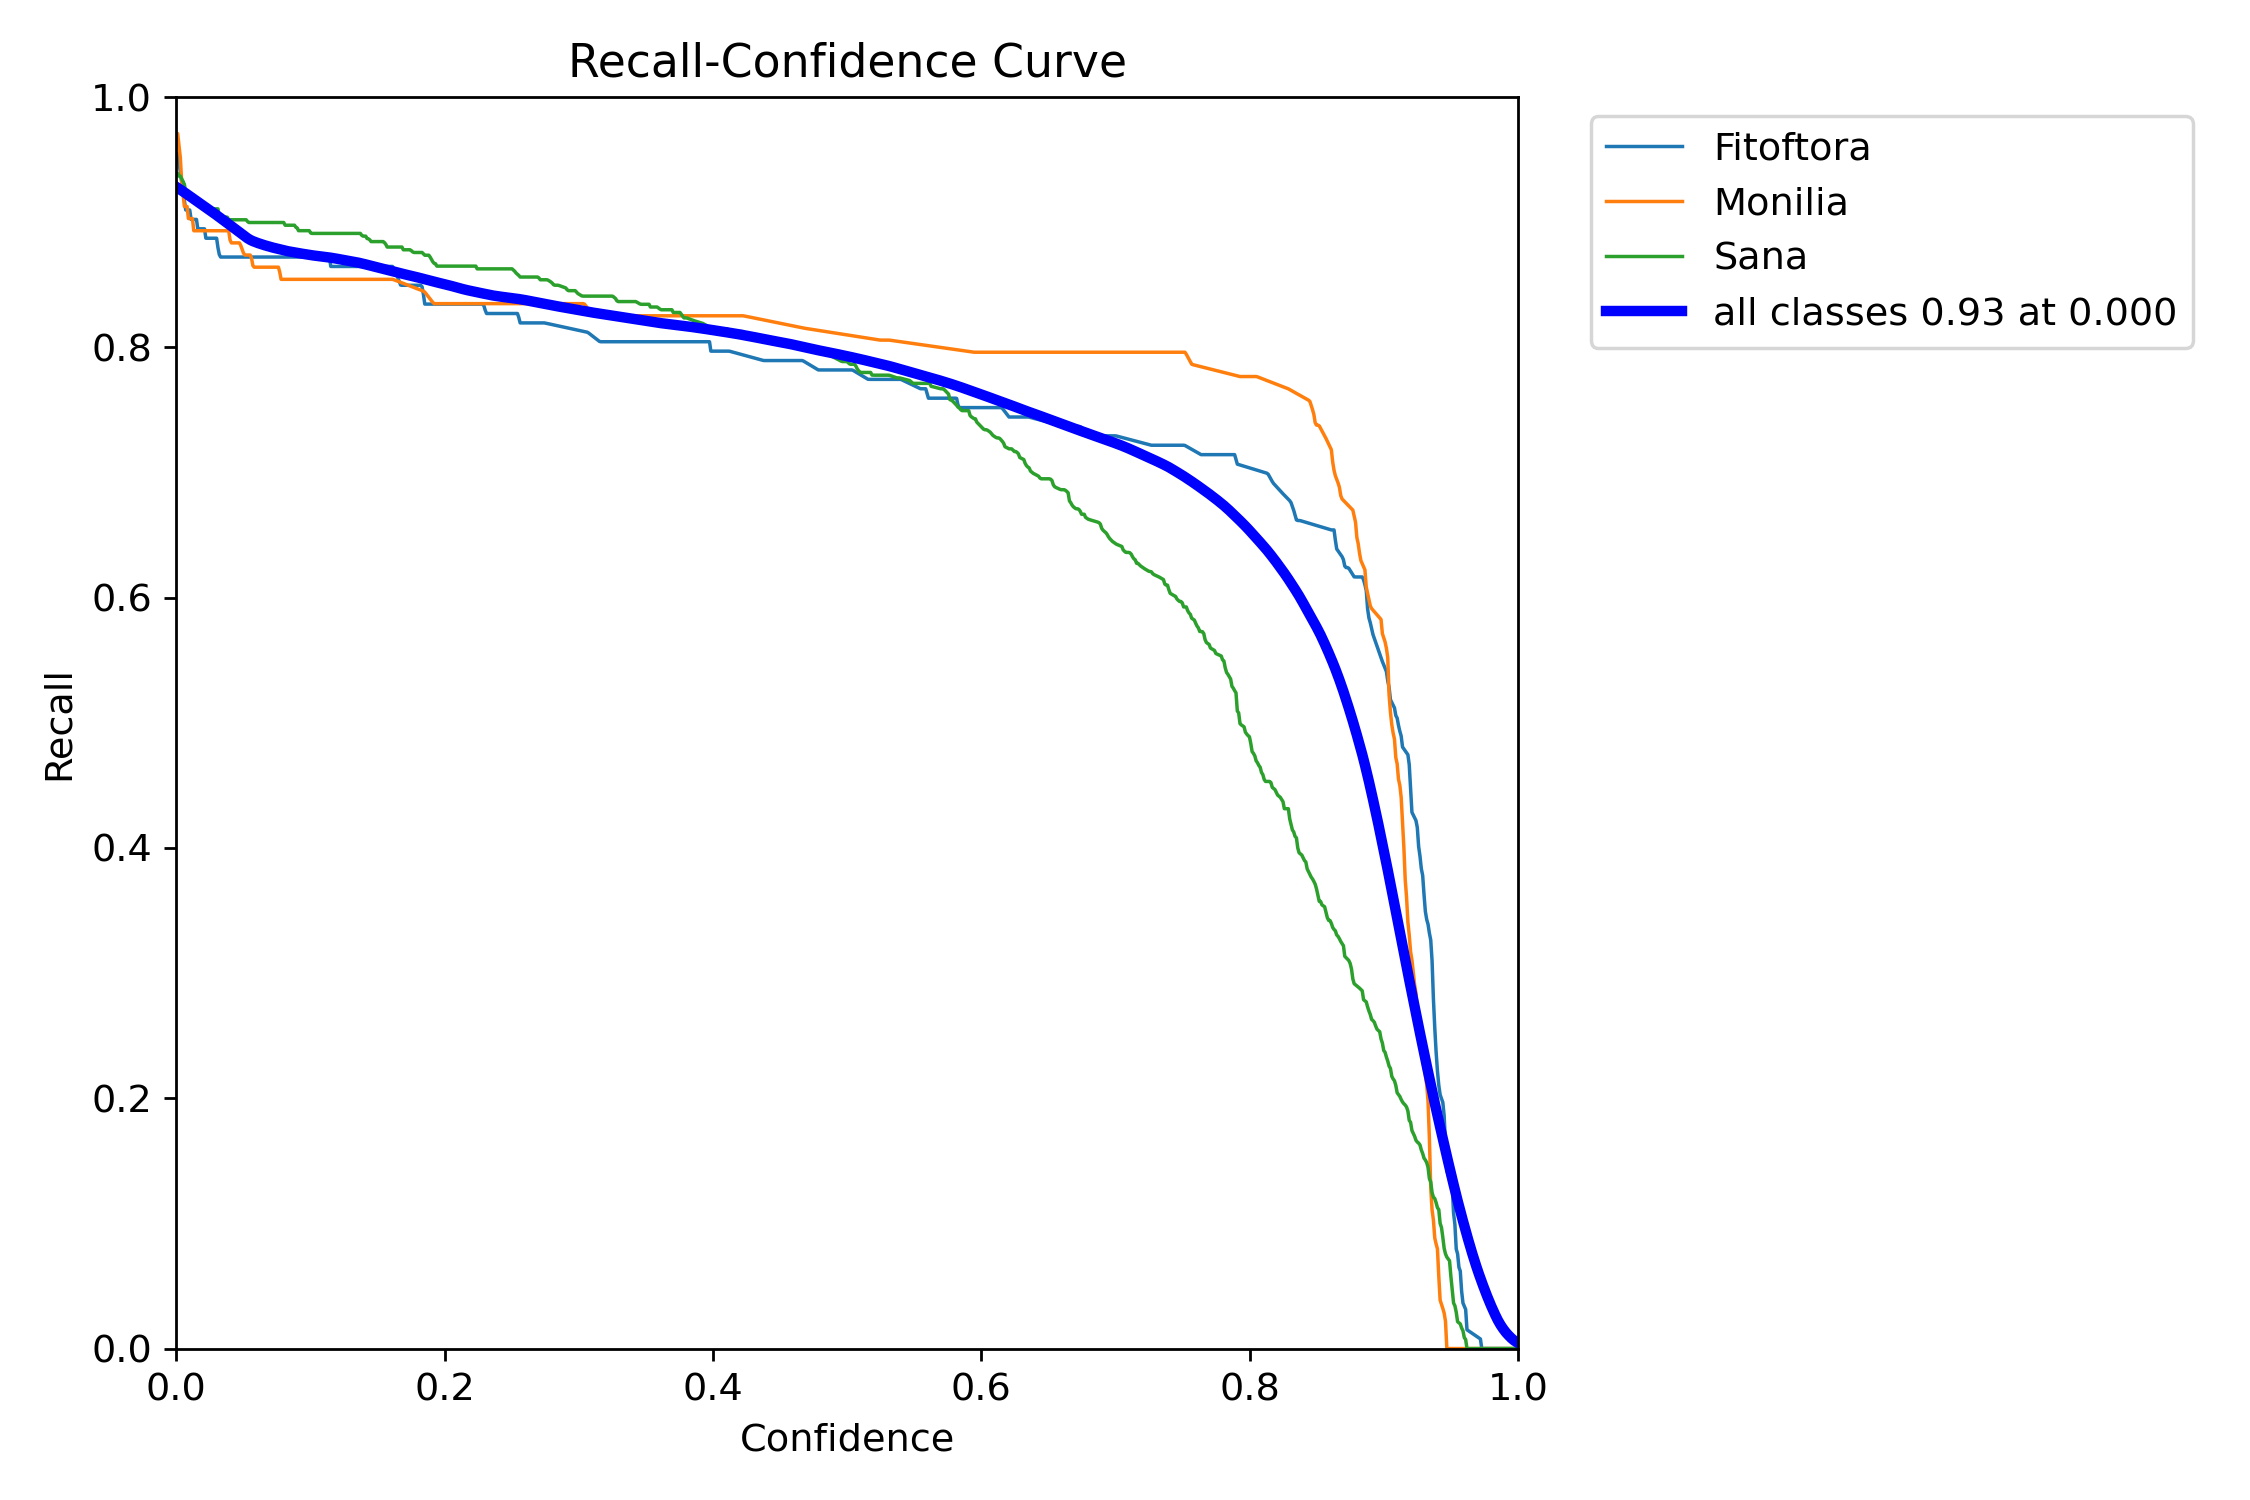 Recall-Confidence Curve
1.0
0.8
0.6
0.4
0.2
0.0
Recall
0.0 0.2 0.4 0.6 0.8 1.0
Confidence
Fitoftora
Monilia
Sana
all classes 0.93 at 0.000